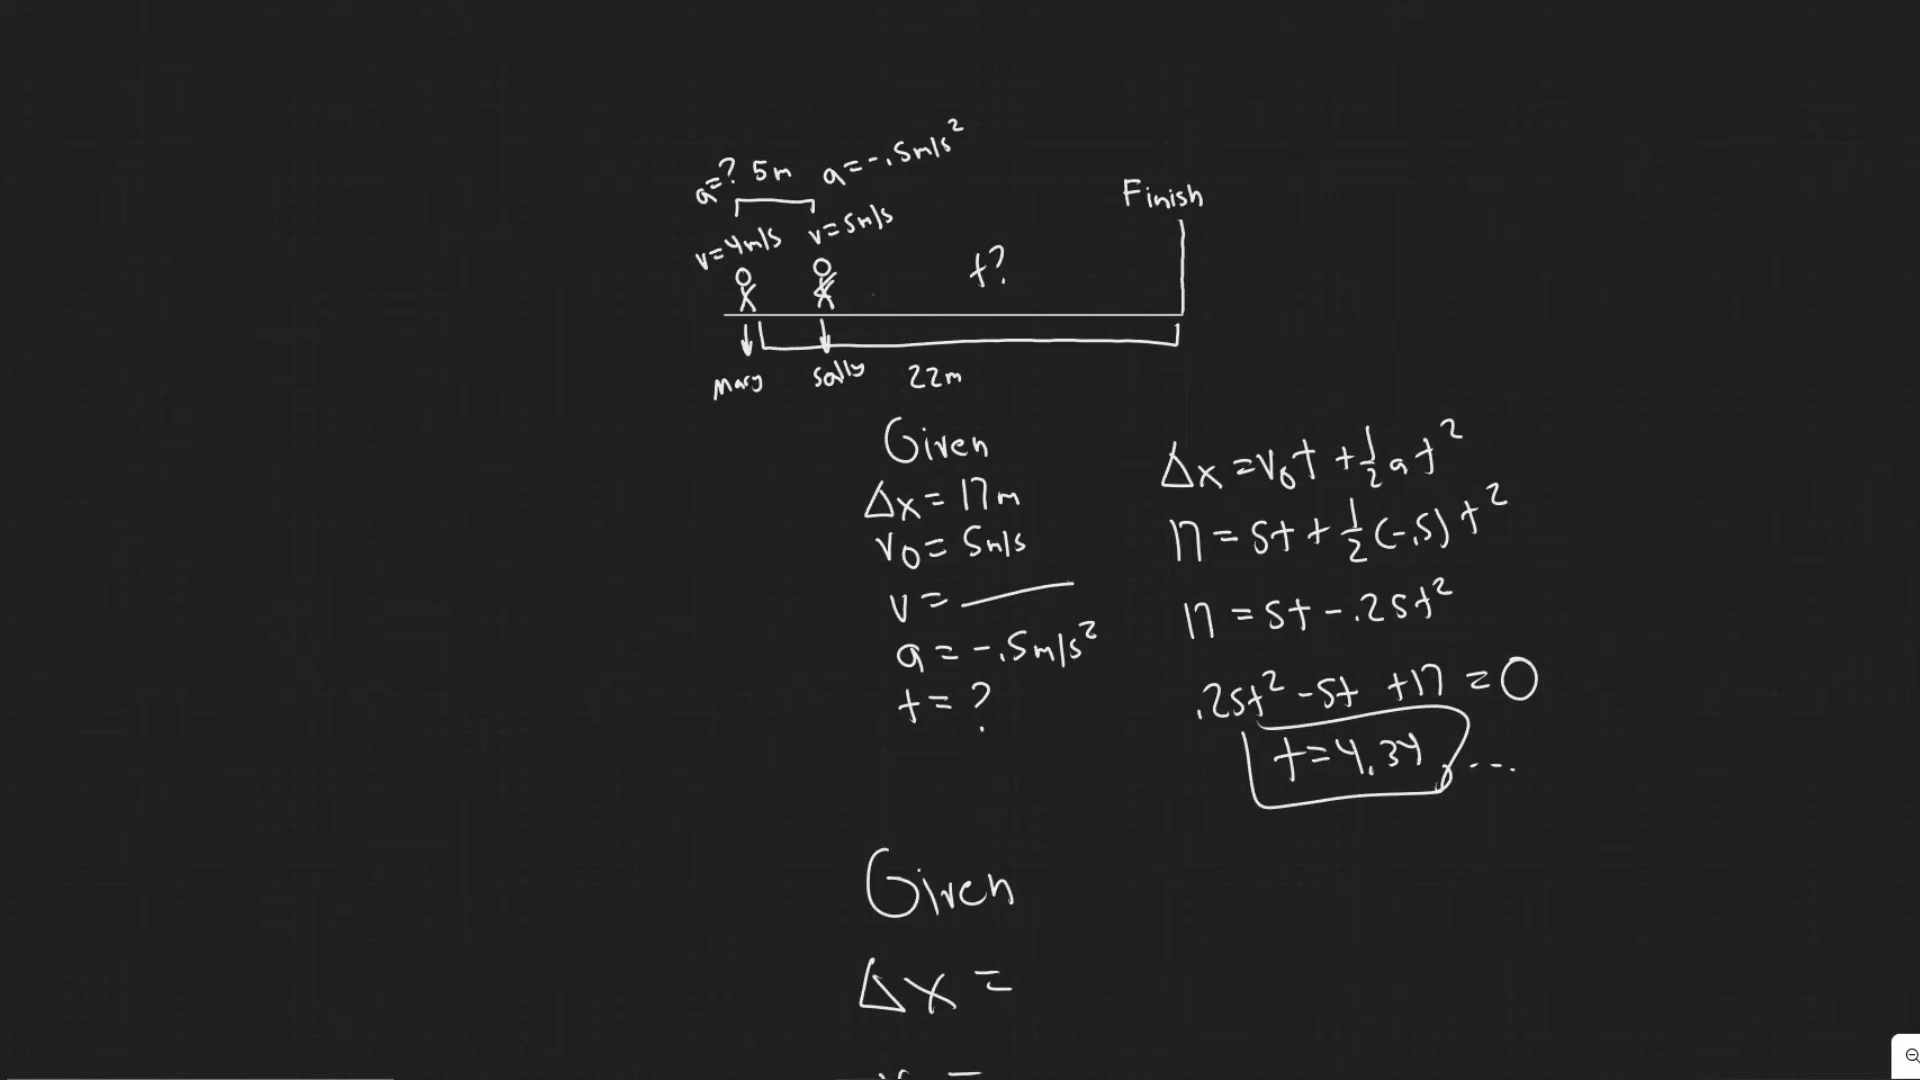 a=? 5m a=-.5m/s²
v=4m/s v=5m/s Finish
t?
Mary Sally 22m
Given
Δx = 17m
v₀ = 5m/s
v = —
a = -.5m/s²
t = ?
Δx = v₀t + ½at²
17 = 5t + ½(-.5)t²
17 = 5t - .25t²
.25t² - 5t + 17 = 0
t=4.34...
Given
Δx =